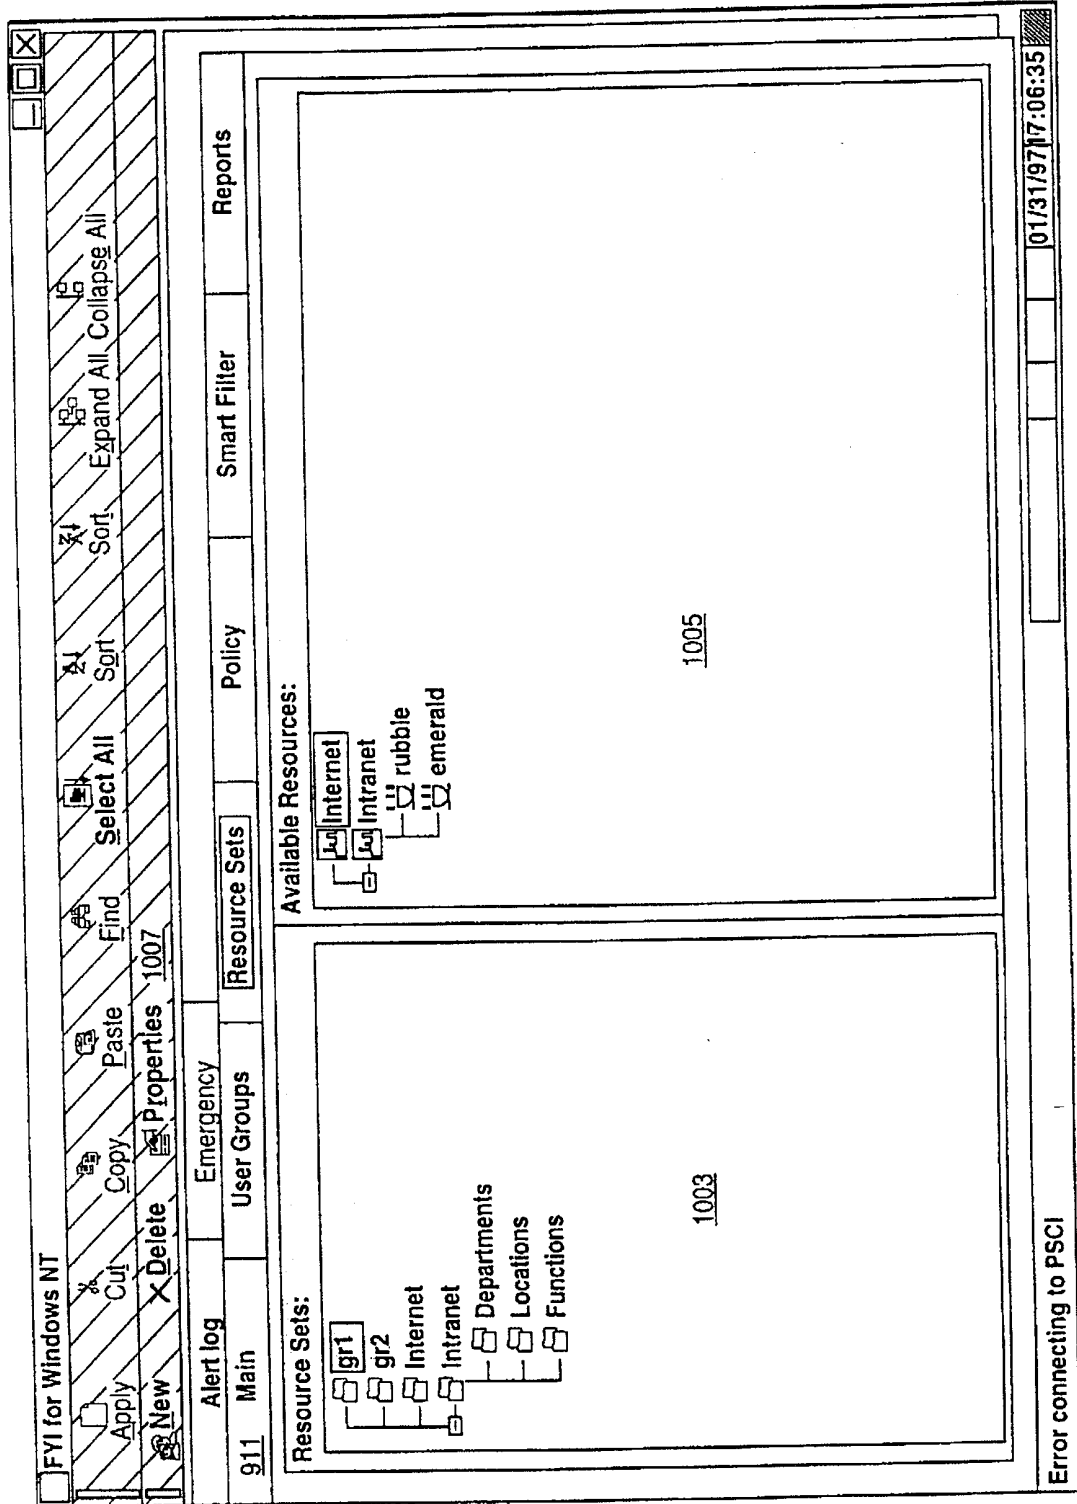 FYI for Windows NT
Apply Cut Copy Paste Find Select All Sort Sort Expand All Collapse All
New Delete Properties 1007
Alert log Emergency
911 Main User Groups Resource Sets Policy Smart Filter Reports
Resource Sets:
gr1
gr2
Internet
Intranet
Departments
Locations
Functions
1003
Available Resources:
Internet
Intranet
rubble
emerald
1005
Error connecting to PSCI
01/31/97 17:06:35